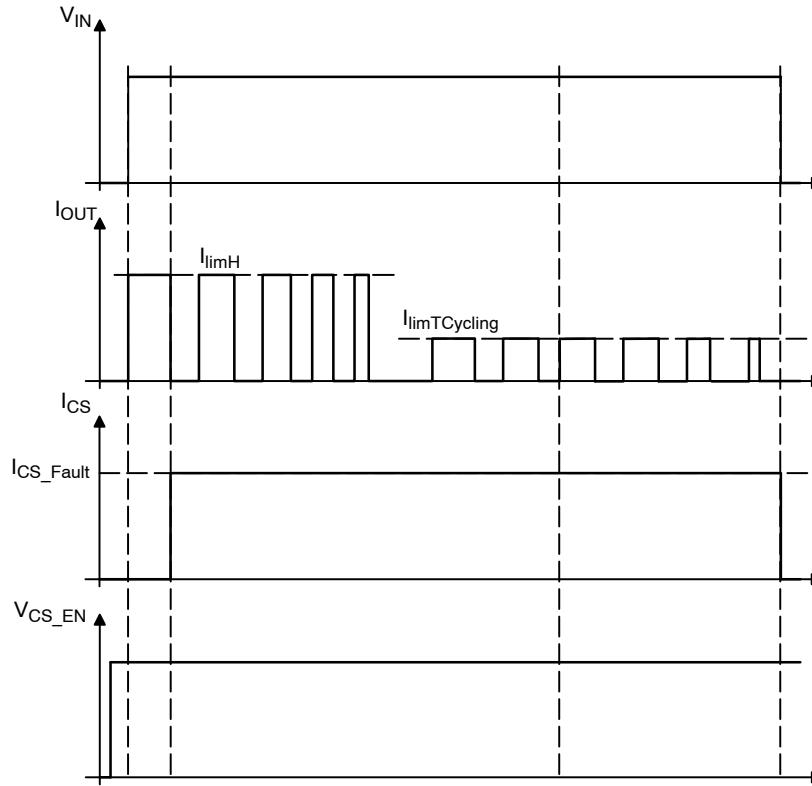 V_IN
I_OUT
I_limH
I_limTCycling
I_CS
I_CS_Fault
V_CS_EN